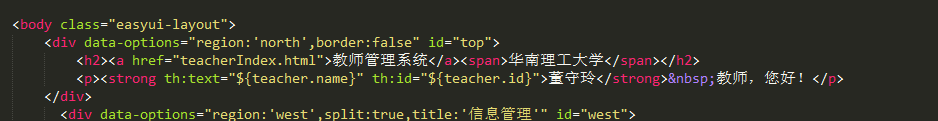 <body class="easyui-layout">
<div data-options="region:'north',border:false" id="top">
<h2><a href="teacherIndex.html">教师管理系统</a><span>华南理工大学</span></h2>
<p><strong th:text="${teacher.name}" th:id="${teacher.id}">董守玲</strong>&nbsp;教师，您好！</p>
</div>
<div data-options="region:'west',split:true,title:'信息管理'" id="west">